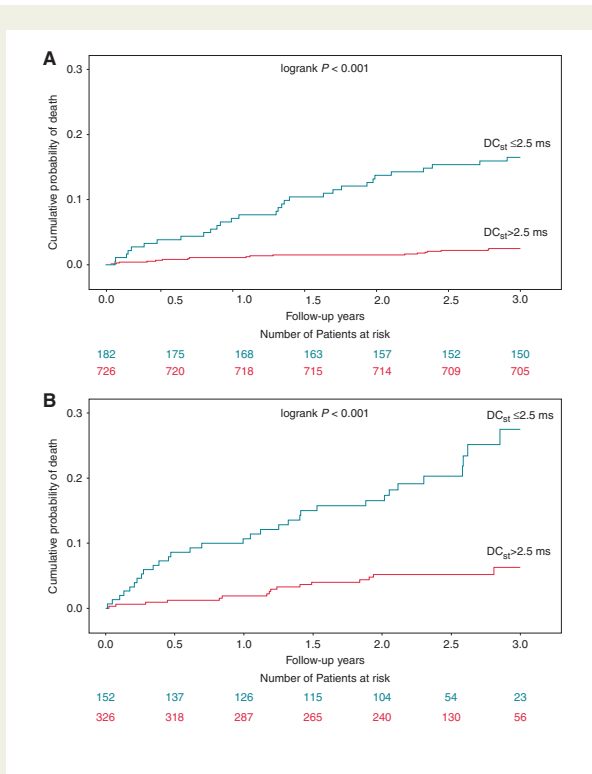 A
logrank P < 0.001
0.3
0.2
0.1
0.0
Cumulative probability of death
DCst ≤2.5 ms
DCst>2.5 ms
0.0 0.5 1.0 1.5 2.0 2.5 3.0
Follow-up years
Number of Patients at risk
182 175 168 163 157 152 150
726 720 718 715 714 709 705
B
logrank P < 0.001
0.3
0.2
0.1
0.0
Cumulative probability of death
DCst ≤2.5 ms
DCst>2.5 ms
0.0 0.5 1.0 1.5 2.0 2.5 3.0
Follow-up years
Number of Patients at risk
152 137 126 115 104 54 23
326 318 287 265 240 130 56